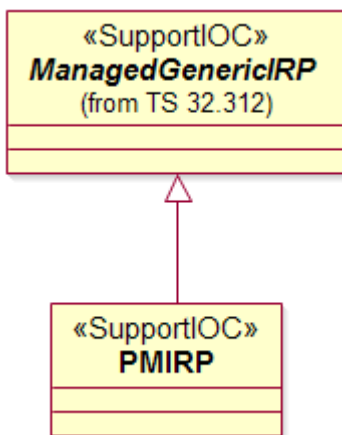 «SupportIOC»
ManagedGenericIRP
(from TS 32.312)
«SupportIOC»
PMIRP